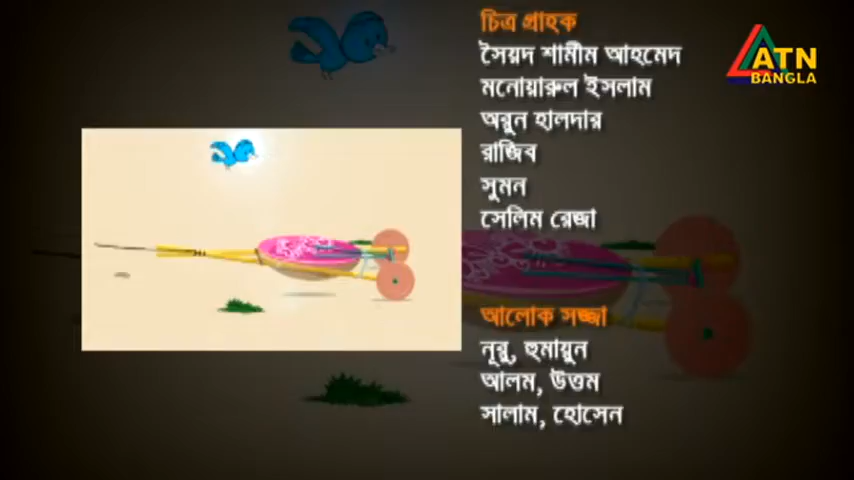 চিত্র গ্রাহক
সৈয়দ শামীম আহমেদ
মনোয়ারুল ইসলাম
অরুন হালদার
রাজিব
সুমন
সেলিম রেজা
আলোক সজ্জা
নূরু, হুমায়ুন
আলম, উত্তম
সালাম, হোসেন
ATN
BANGLA